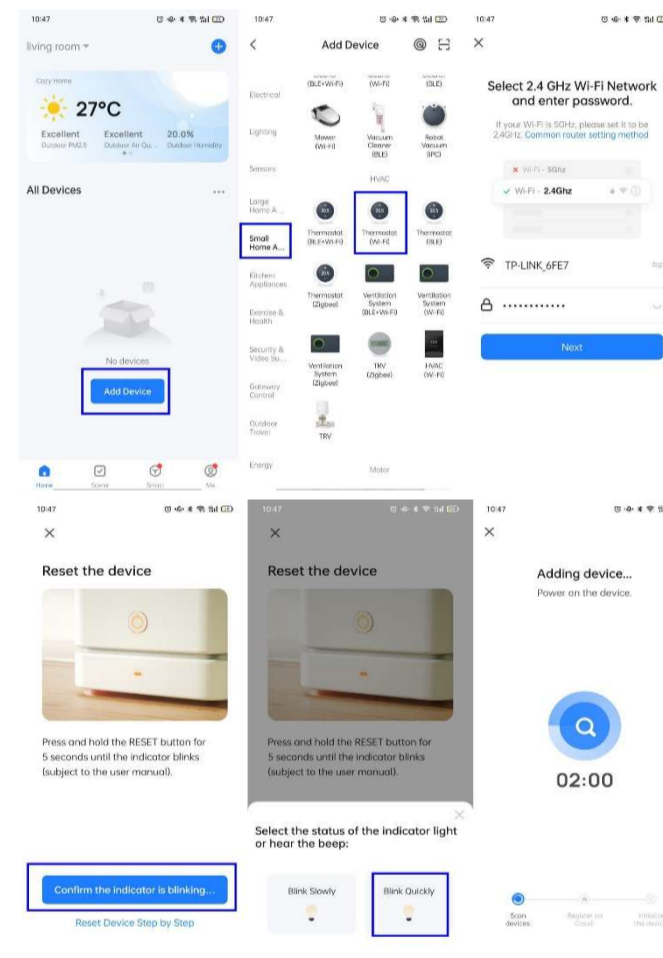 10:47
living room
Cozy Home
27°C
Excellent
Excellent
20.0%
Outdoor PM2.5
Outdoor Air Qu...
Outdoor Humidity
All Devices
...
No devices
Add Device
Home
Scene
Smart
Me
10:47
Add Device
Electrical
Lighting
Sensors
Large
Home A...
Small
Home A...
Kitchen
Appliances
Exercise &
Health
Security &
Video Su...
Gateway
Control
Outdoor
Travel
Energy
(BLE+Wi-Fi)
(Wi-Fi)
(BLE)
Mower
(Wi-Fi)
Vacuum
Cleaner
(BLE)
Robot
Vacuum
(IPC)
HVAC
Thermostat
(BLE+Wi-Fi)
Thermostat
(Wi-Fi)
Thermostat
(BLE)
Thermostat
(Zigbee)
Ventilation
System
(BLE+Wi-Fi)
Ventilation
System
(Wi-Fi)
Ventilation
System
(Zigbee)
TRV
(Zigbee)
HVAC
(Wi-Fi)
TRV
Motor
10:47
Select 2.4 GHz Wi-Fi Network
and enter password.
If your Wi-Fi is 5GHz, please set it to be
2.4GHz. Common router setting method
Wi-Fi - 5Ghz
Wi-Fi - 2.4Ghz
TP-LINK_6FE7
............
Next
10:47
Reset the device
Press and hold the RESET button for
5 seconds until the indicator blinks
(subject to the user manual).
Confirm the indicator is blinking...
Reset Device Step by Step
10:47
Reset the device
Press and hold the RESET button for
5 seconds until the indicator blinks
(subject to the user manual).
Select the status of the indicator light
or hear the beep:
Blink Slowly
Blink Quickly
10:47
Adding device...
Power on the device.
02:00
Scan
devices.
Register on
Cloud.